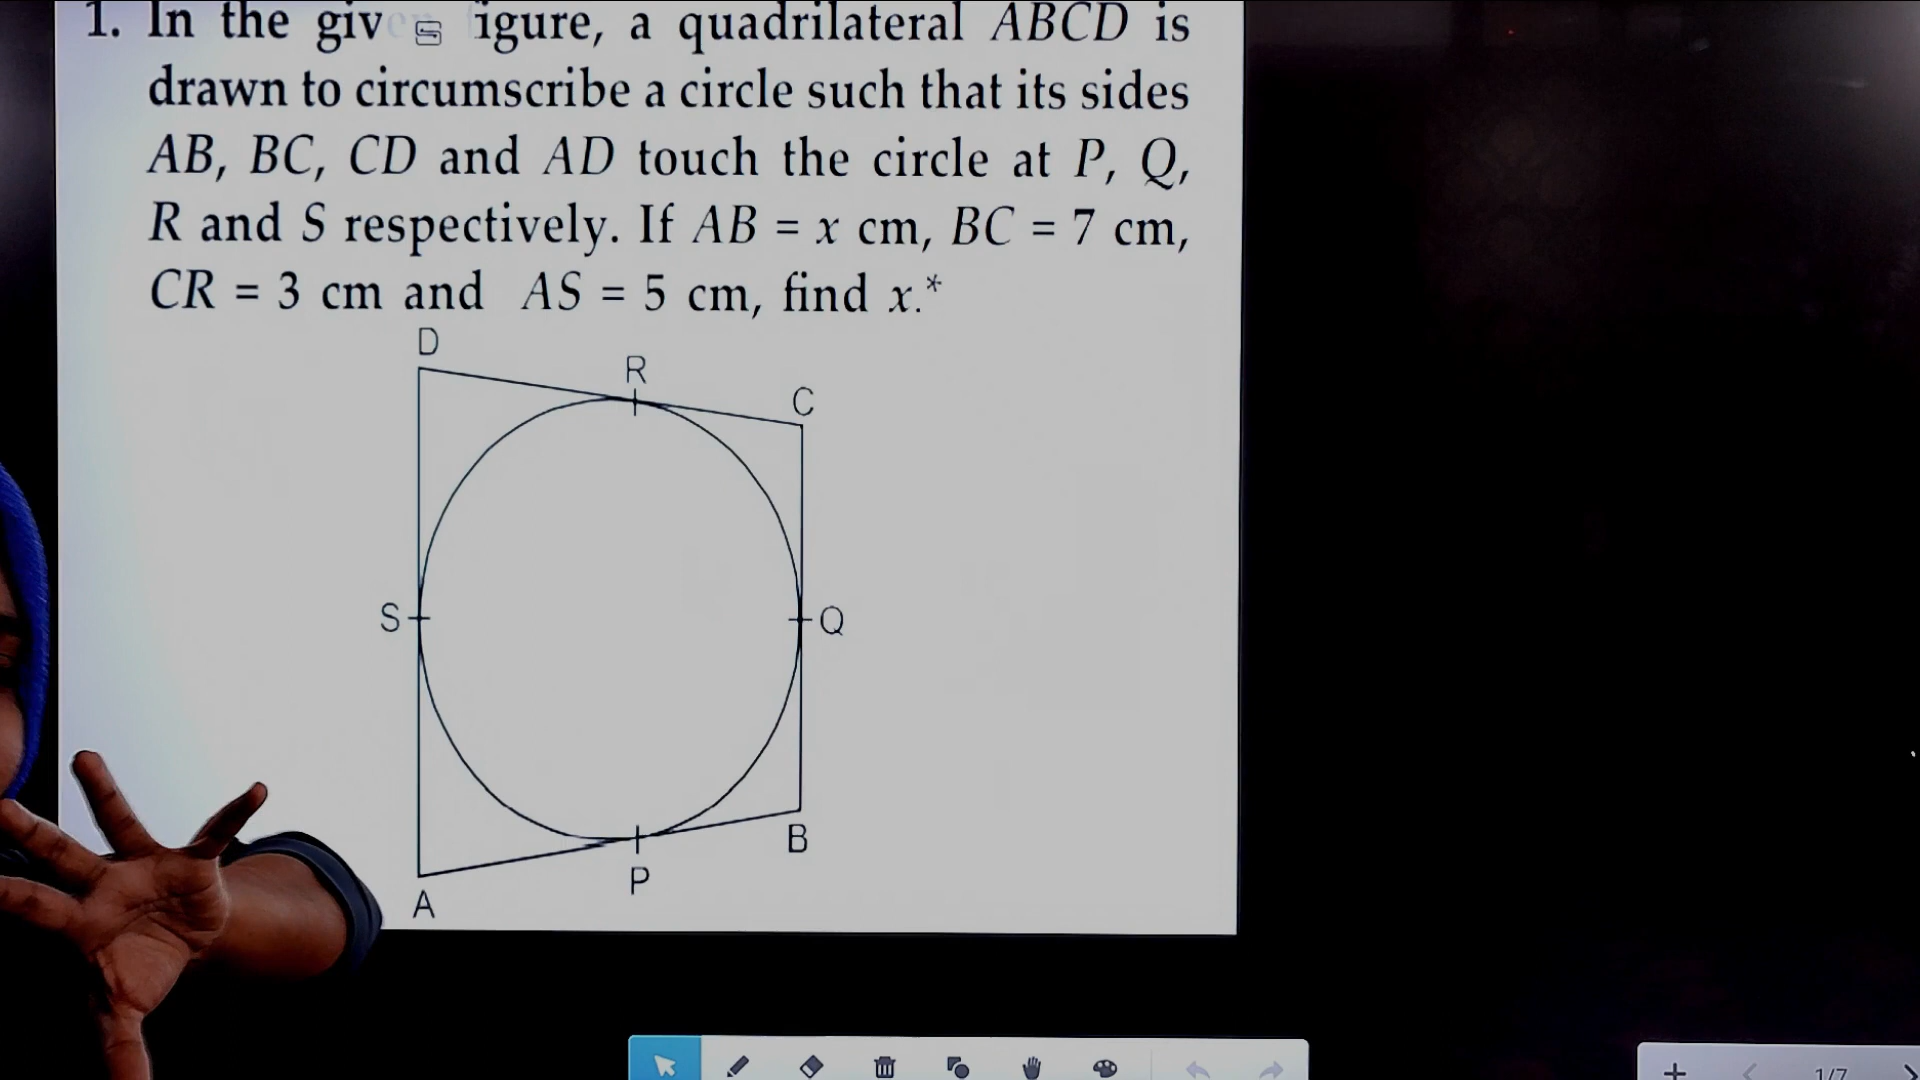 1. In the giv igure, a quadrilateral ABCD is
drawn to circumscribe a circle such that its sides
AB, BC, CD and AD touch the circle at P, Q,
R and S respectively. If AB = x cm, BC = 7 cm,
CR = 3 cm and AS = 5 cm, find x.*
D
R
C
S
Q
B
P
A
1/7